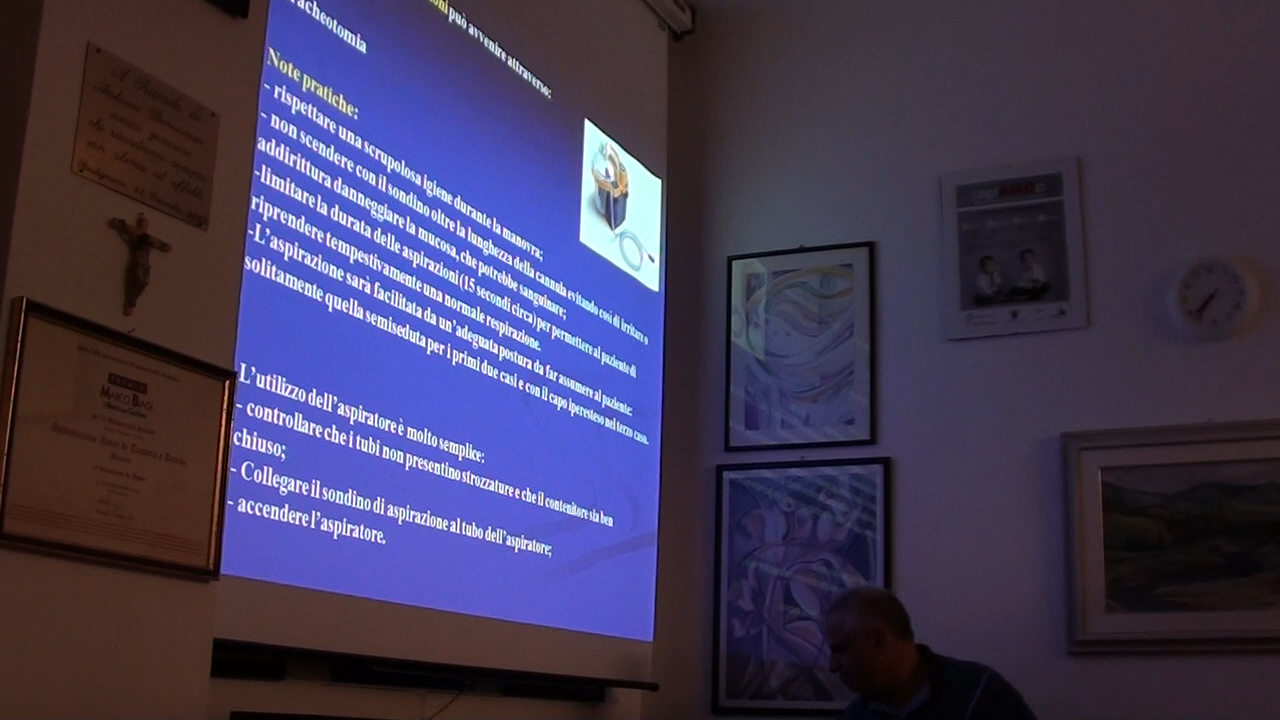 può avvenire attraverso:
Note pratiche:
- rispettare una scrupolosa igiene durante la manovra;
- non scendere con il sondino oltre la lunghezza della cannula evitando così di irritare o
addirittura danneggiare la mucosa, che potrebbe sanguinare;
-limitare la durata delle aspirazioni (15 secondi circa) per permettere al paziente di
riprendere tempestivamente una normale respirazione.
-L'aspirazione sarà facilitata da un'adeguata postura da far assumere al paziente:
solitamente quella semiseduta per i primi due casi e con il capo iperesteso nel terzo caso.
L'utilizzo dell'aspiratore è molto semplice:
- controllare che i tubi non presentino strozzature e che il contenitore sia ben
chiuso;
- Collegare il sondino di aspirazione al tubo dell'aspiratore;
- accendere l'aspiratore.
A Ricordo di
PREMIO
MARCO BIAGI